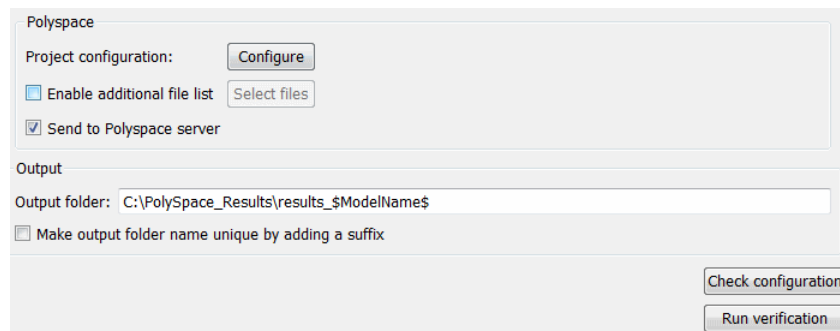 Polyspace
Project configuration: Configure
Enable additional file list Select files
Send to Polyspace server
Output
Output folder: C:\PolySpace_Results\results_$ModelName$
Make output folder name unique by adding a suffix
Check configuration
Run verification